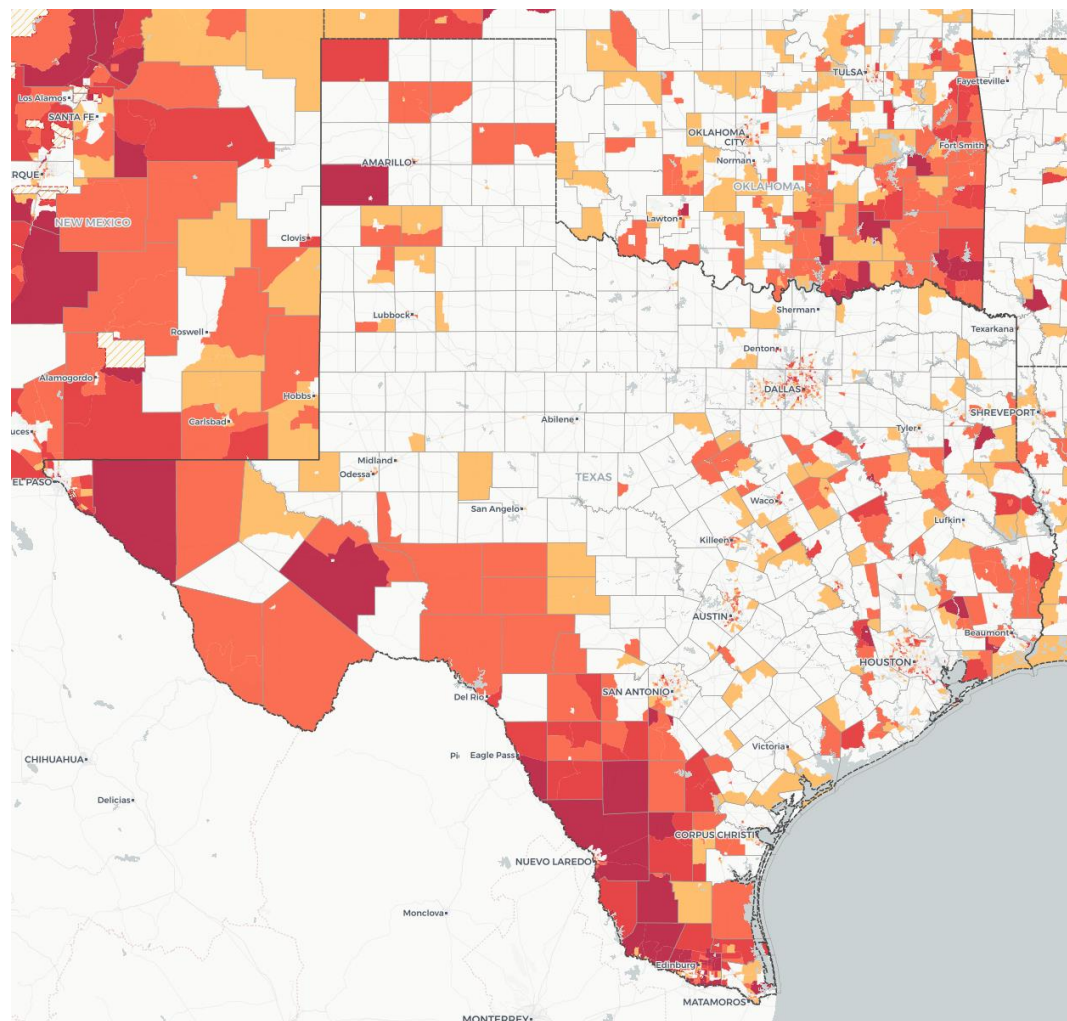 TULSA
Fayetteville
Los Alamos
SANTA FE
OKLAHOMA
CITY
Fort Smith
AMARILLO
Norman
RQUE
OKLAHOMA
NEW MEXICO
Lawton
Clovis
Lubbock
Sherman
Roswell
Texarkana
Denton
Alamogordo
DALLAS
Hobbs
Carlsbad
Abilene
SHREVEPORT
uces
Tyler
Midland
EL PASO
Odessa
TEXAS
Waco
San Angelo
Lufkin
Killeen
AUSTIN
Beaumont
HOUSTON
SAN ANTONIO
Del Rio
Victoria
Pi
Eagle Pass
CHIHUAHUA
Delicias
CORPUS CHRISTI
NUEVO LAREDO
Monclova
Edinburg
MATAMOROS
MONTERREY